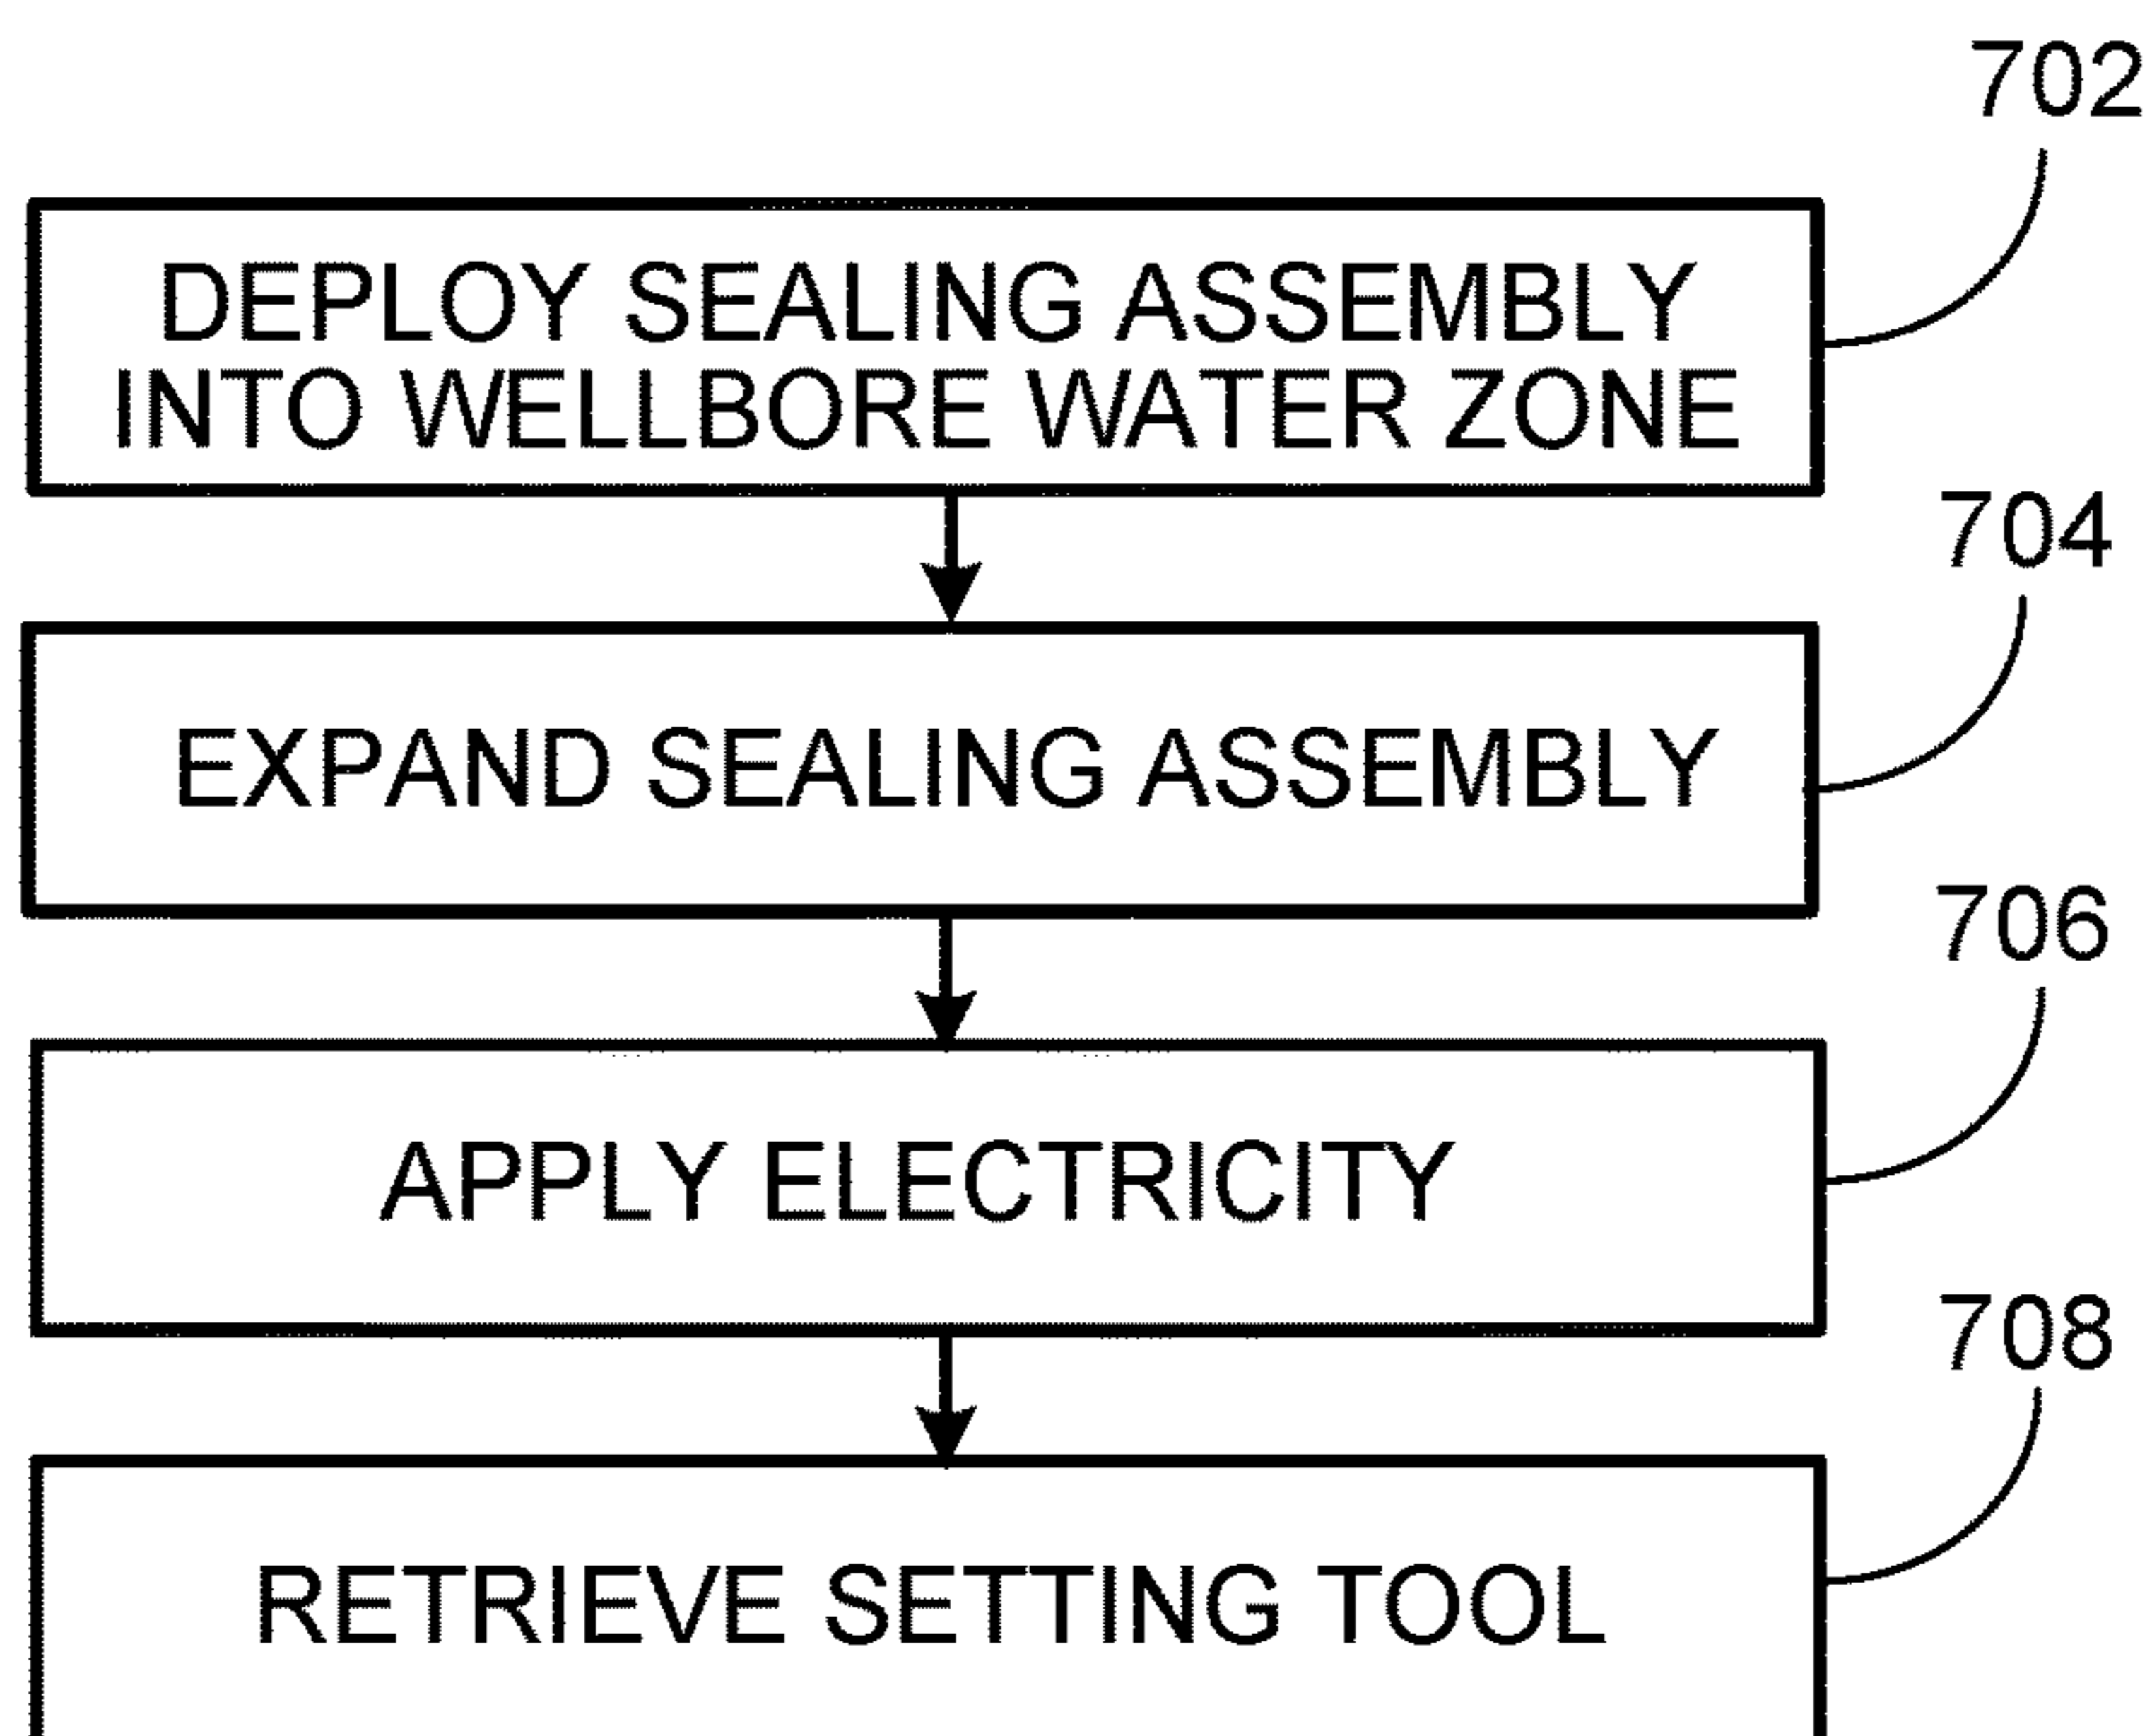 702
DEPLOY SEALING ASSEMBLY
INTO WELLBORE WATER ZONE
704
EXPAND SEALING ASSEMBLY
706
APPLY ELECTRICITY
708
RETRIEVE SETTING TOOL